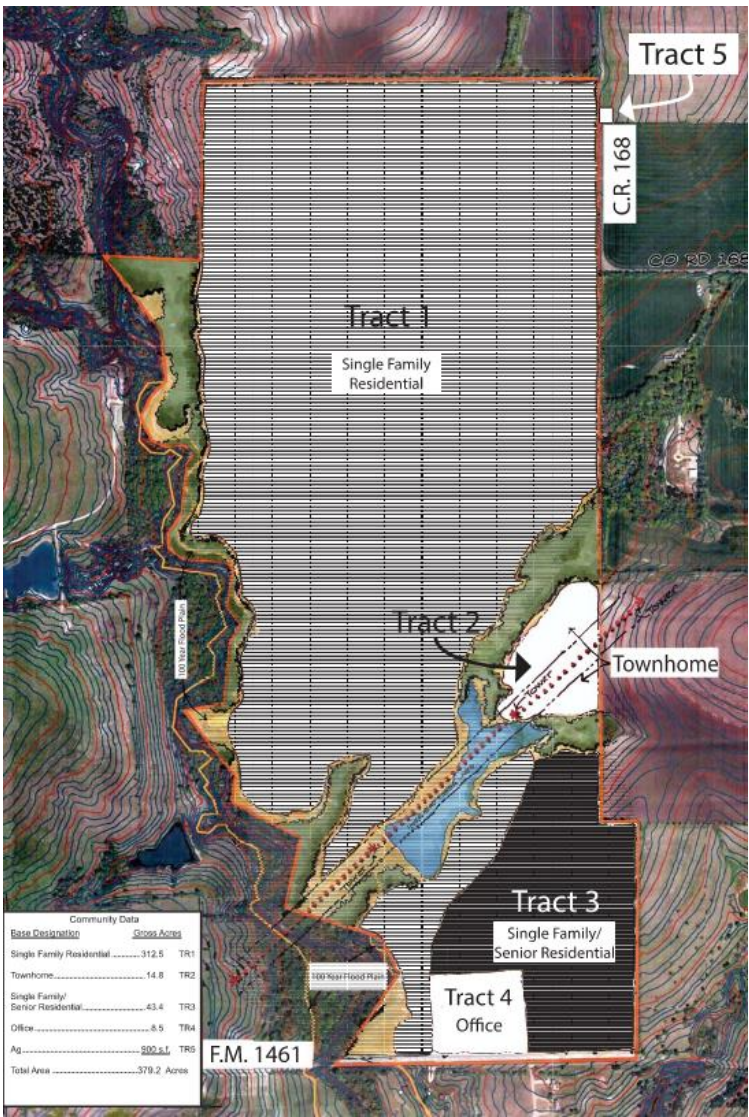 Tract 5
C.R. 168
CO RD 168
Tract 1
Single Family
Residential
100 Year Flood Plain
Tract 2
Tower
Townhome
Tower
Tract 3
Single Family/
Senior Residential
100 Year Flood Plain
Tract 4
Office
F.M. 1461
Community Data
Base Designation Gross Acres
Single Family Residential 312.5 TR1
Townhome 14.8 TR2
Single Family/
Senior Residential 43.4 TR3
Office 8.5 TR4
Ag 900 s.f. TR5
Total Area 379.2 Acres